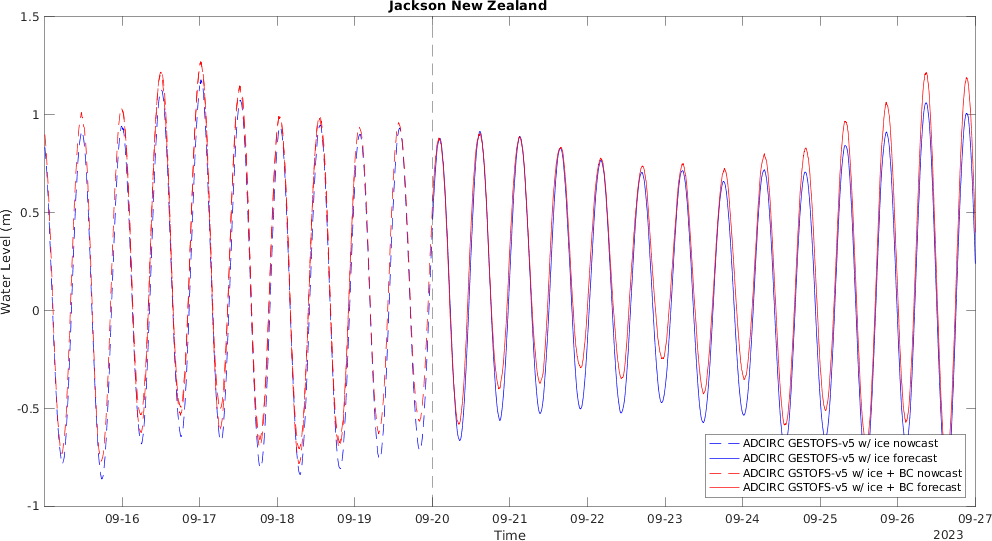 Jackson New Zealand
1.5
1
0.5
0
-0.5
-1
Water Level (m)
09-16
09-17
09-18
09-19
09-20
09-21
09-22
09-23
09-24
09-25
09-26
09-27
Time
2023
ADCIRC GESTOFS-v5 w/ ice nowcast
ADCIRC GESTOFS-v5 w/ ice forecast
ADCIRC GSTOFS-v5 w/ ice + BC nowcast
ADCIRC GSTOFS-v5 w/ ice + BC forecast